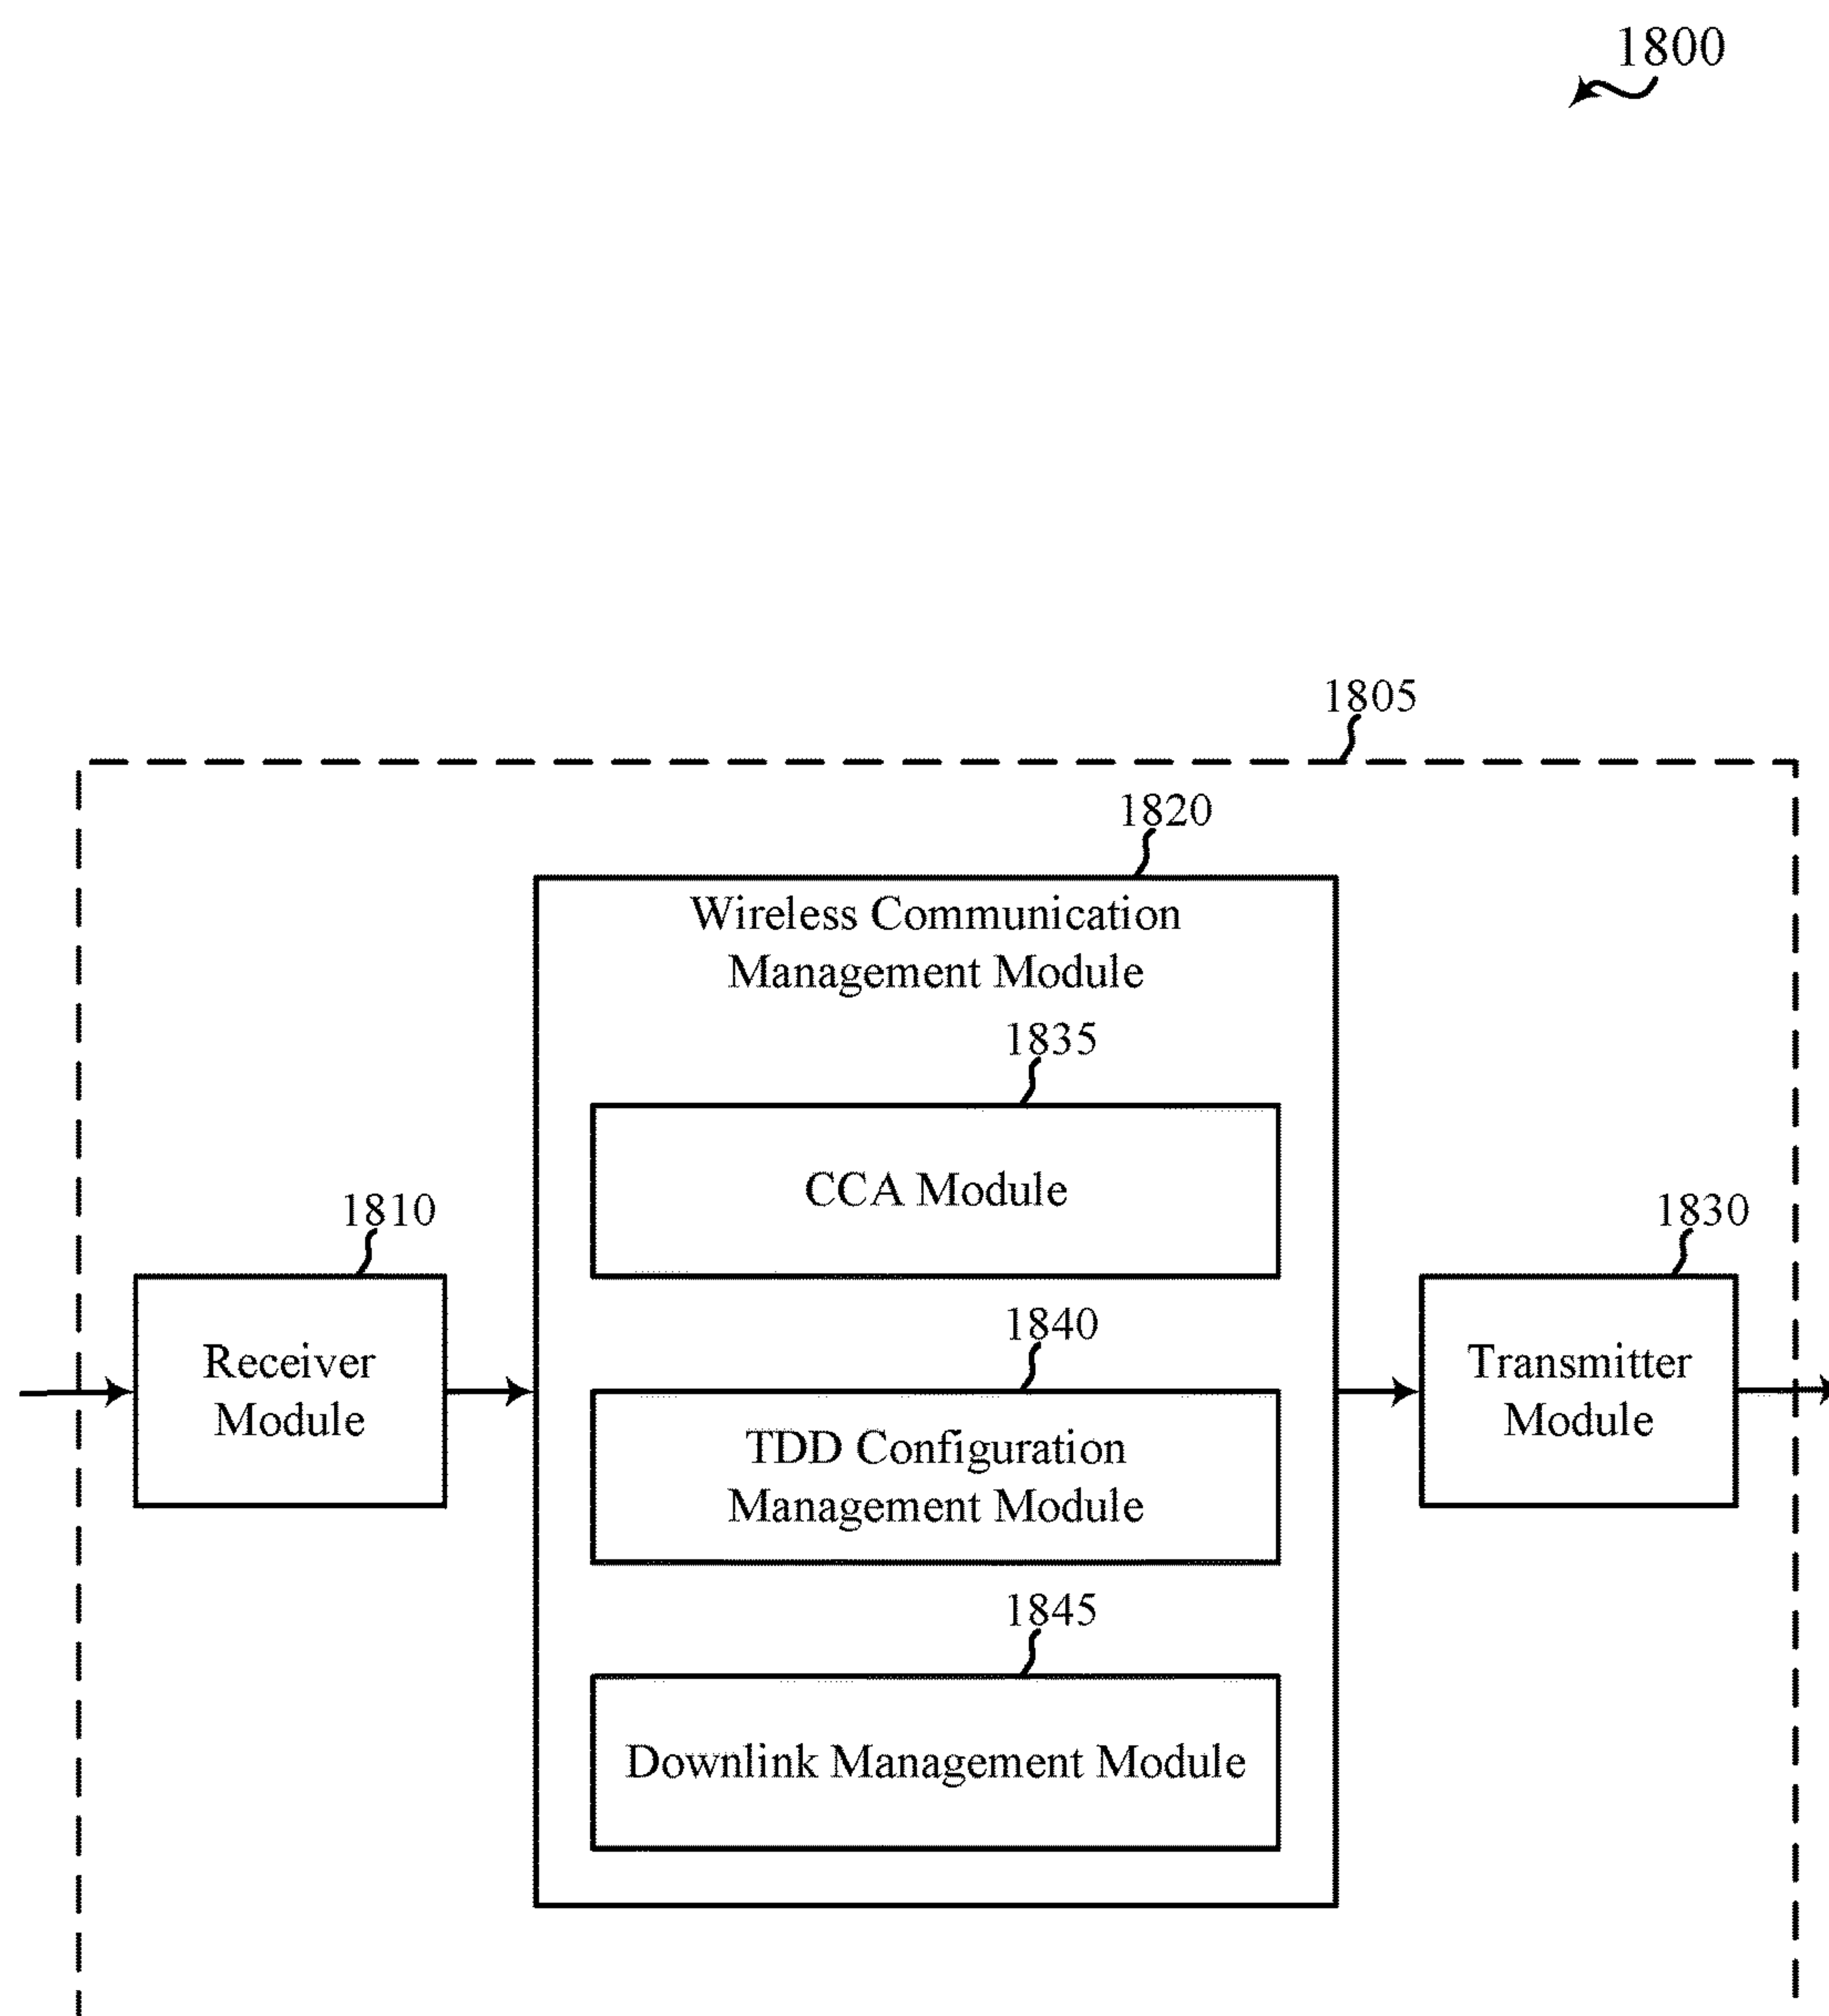 1800
1805
1820
Wireless Communication
Management Module
1835
CCA Module
1810
Receiver
Module
1840
TDD Configuration
Management Module
1830
Transmitter
Module
1845
Downlink Management Module